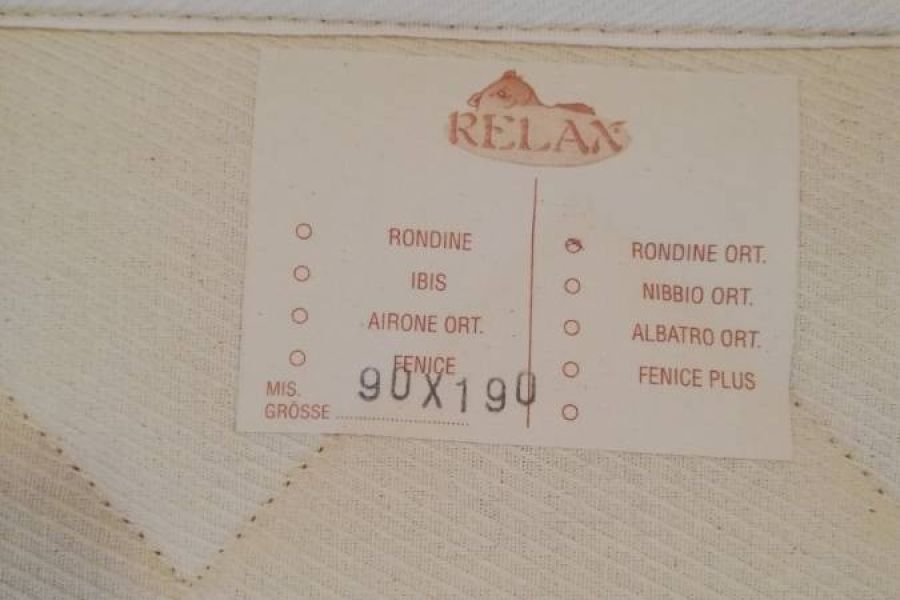 RELAX
RONDINE
IBIS
AIRONE ORT.
FENICE
MIS.
GRÖSSE
90X190
RONDINE ORT.
NIBBIO ORT.
ALBATRO ORT.
FENICE PLUS